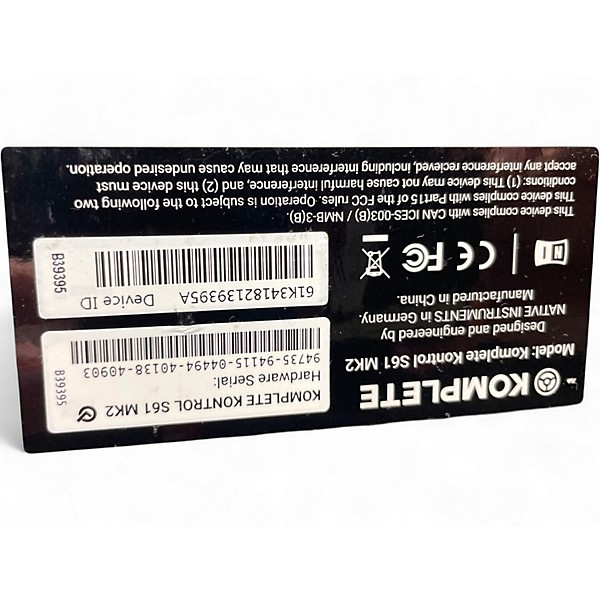 KOMPLETE
Model: Komplete Kontrol S61 MK2
Designed and engineered by
NATIVE INSTRUMENTS in Germany.
Manufactured in China.
N I
FC CE
This device complies with CAN ICES-003(B) / NMB-3(B).
This device complies with Part15 of the FCC rules. Operation is subject to the following two
conditions: (1) This device may not cause harmful interference, and (2) this device must
accept any interference recieved, including interference that may cause undesired operation.
KOMPLETE KONTROL S61 MK2
Hardware Serial:
94735-94115-04494-40138-40903
B39395
Device ID
61K34182139395A
B39395